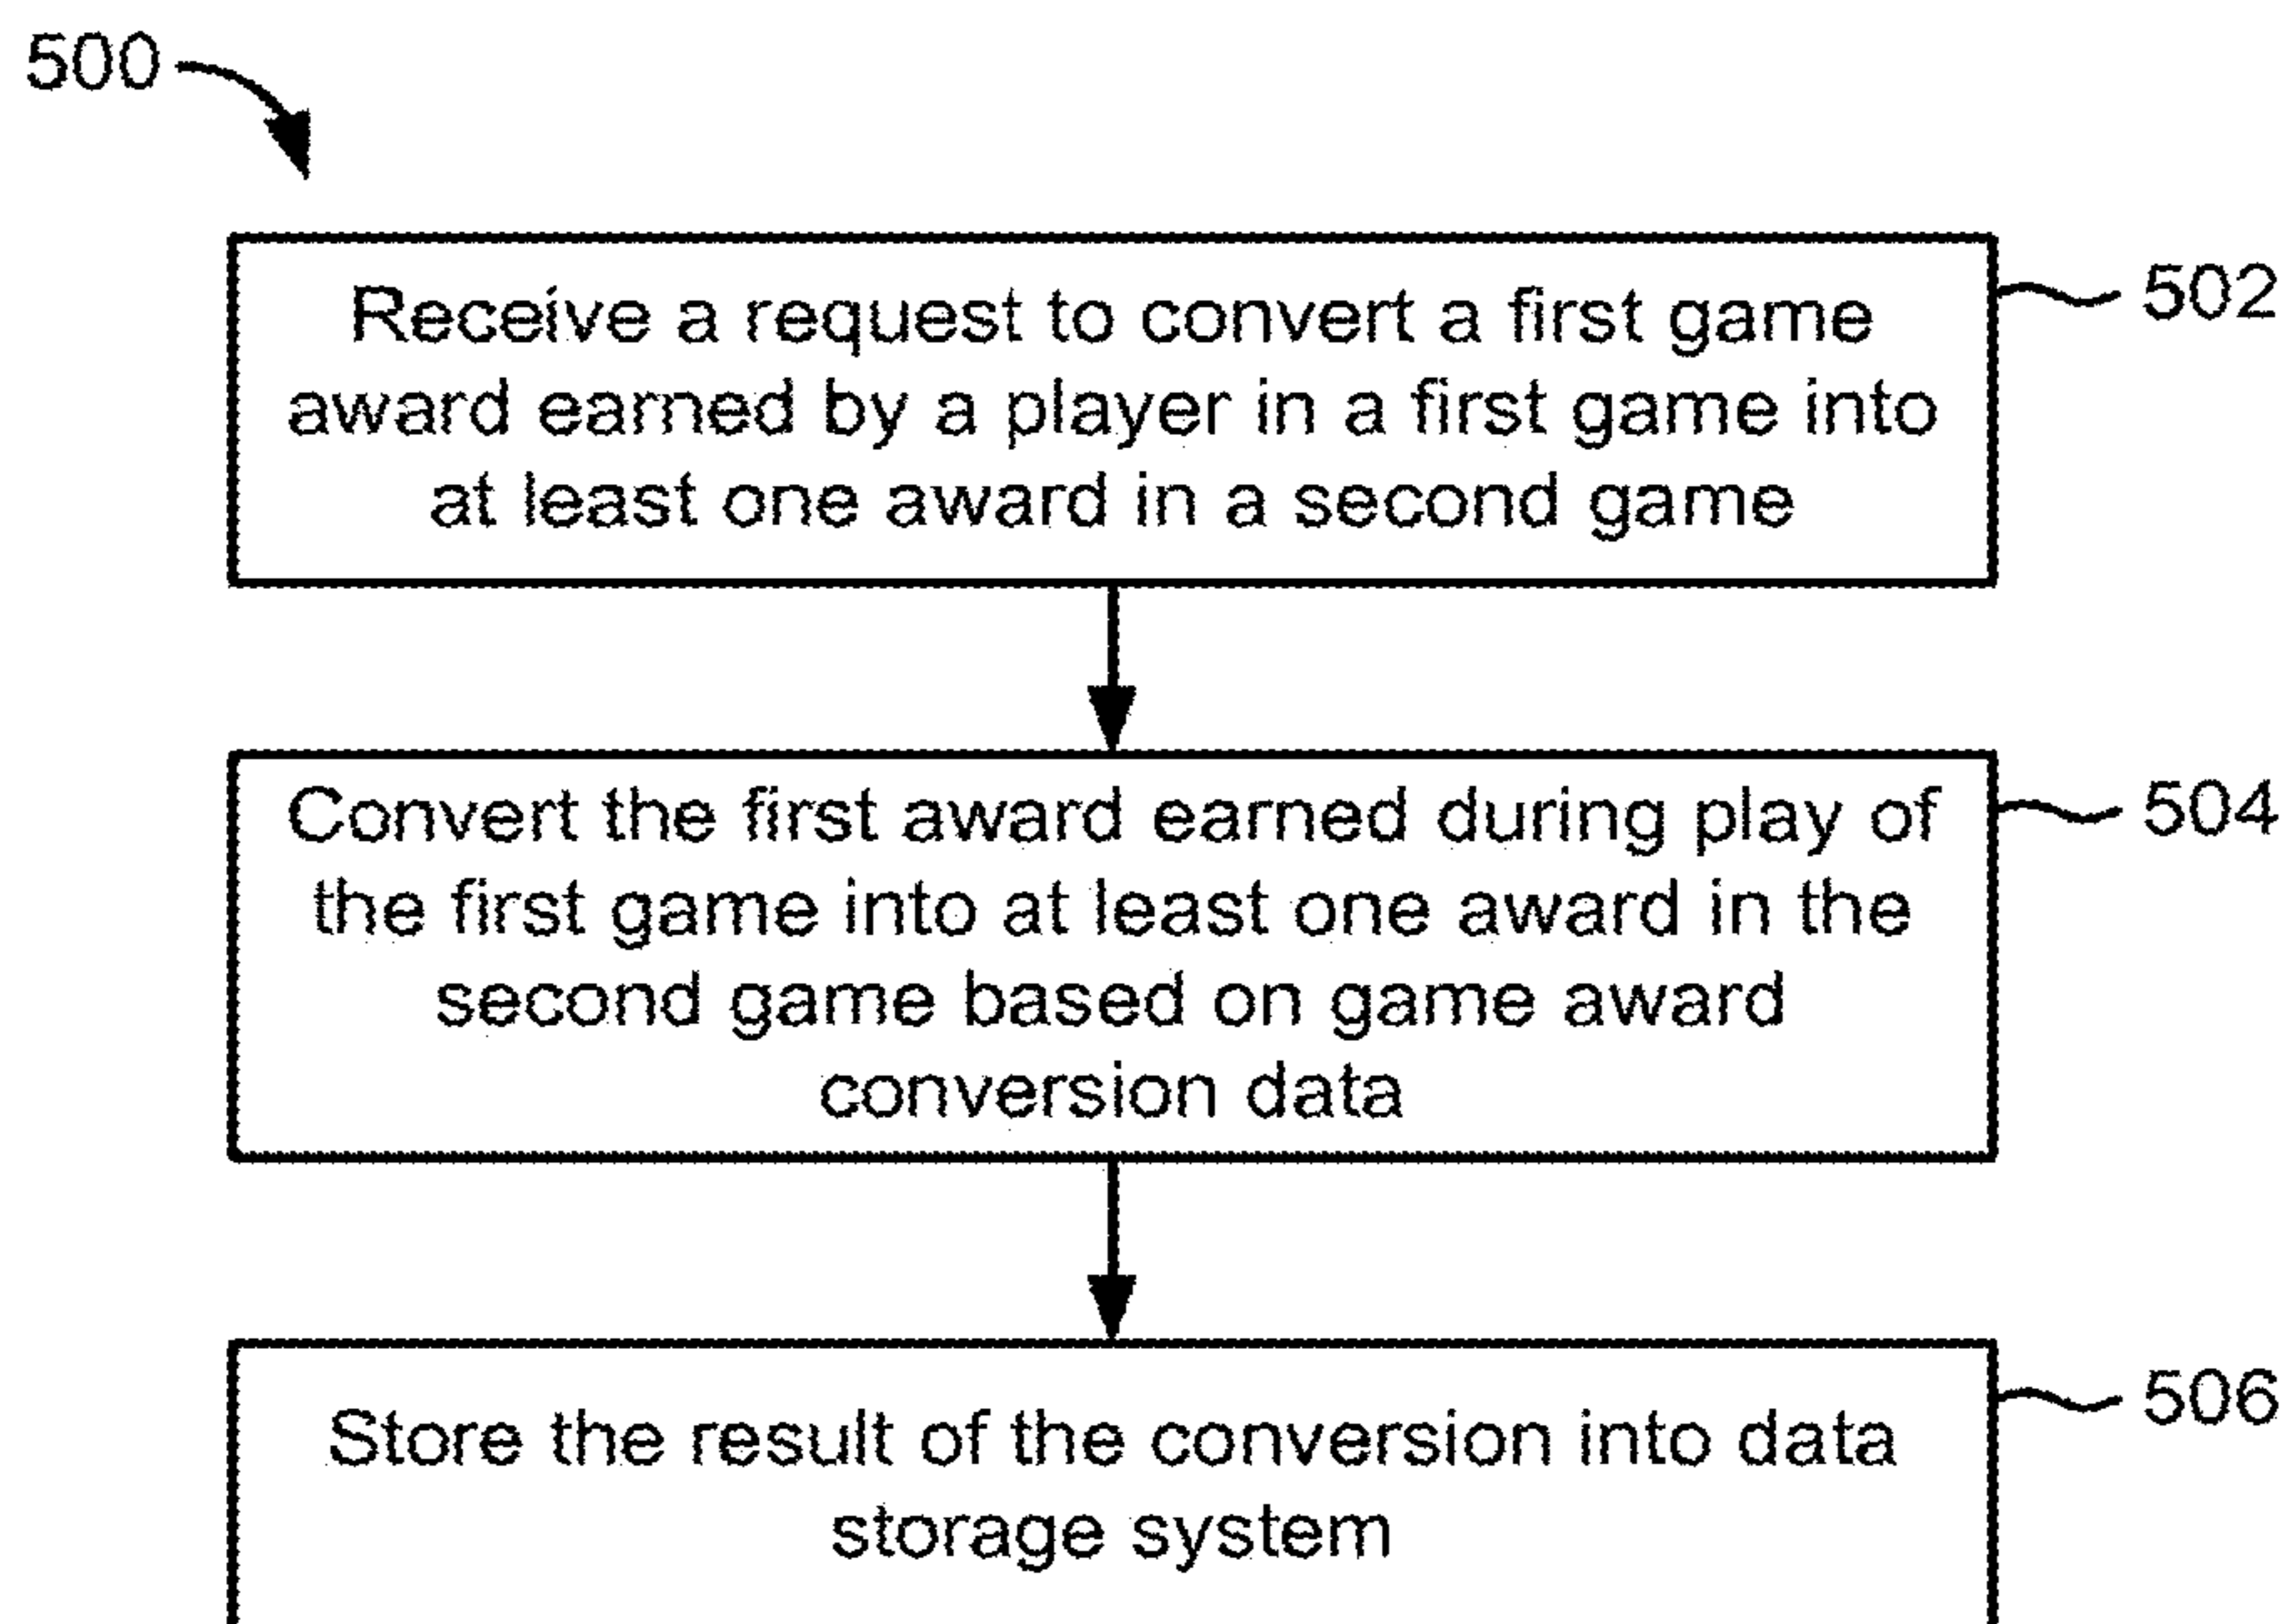 500
Receive a request to convert a first game
502
award earned by a player in a first game into
at least one award in a second game
Convert the first award earned during play of
504
the first game into at least one award in the
second game based on game award
conversion data
506
Store the result of the conversion into data
storage system